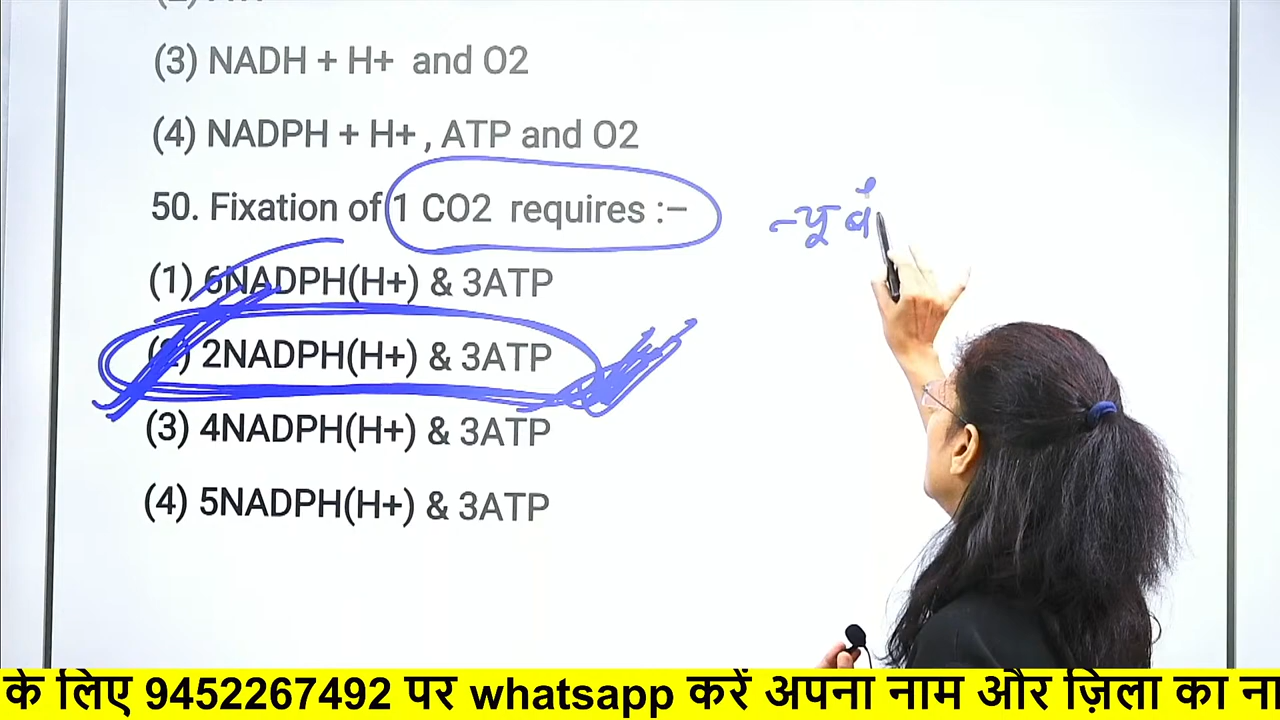 (3) NADH + H+ and O2
(4) NADPH + H+ , ATP and O2
50. Fixation of 1 CO2 requires :–
(1) 6NADPH(H+) & 3ATP
(2) 2NADPH(H+) & 3ATP
(3) 4NADPH(H+) & 3ATP
(4) 5NADPH(H+) & 3ATP
के लिए 9452267492 पर whatsapp करें अपना नाम और ज़िला का ना